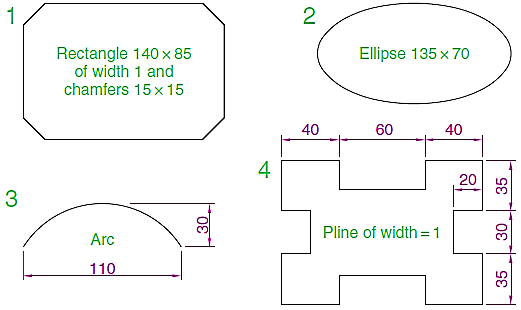 1
Rectangle 140 × 85
of width 1 and
chamfers 15 × 15
2
Ellipse 135 × 70
3
Arc
30
110
4
40
60
40
20
35
30
35
Pline of width = 1